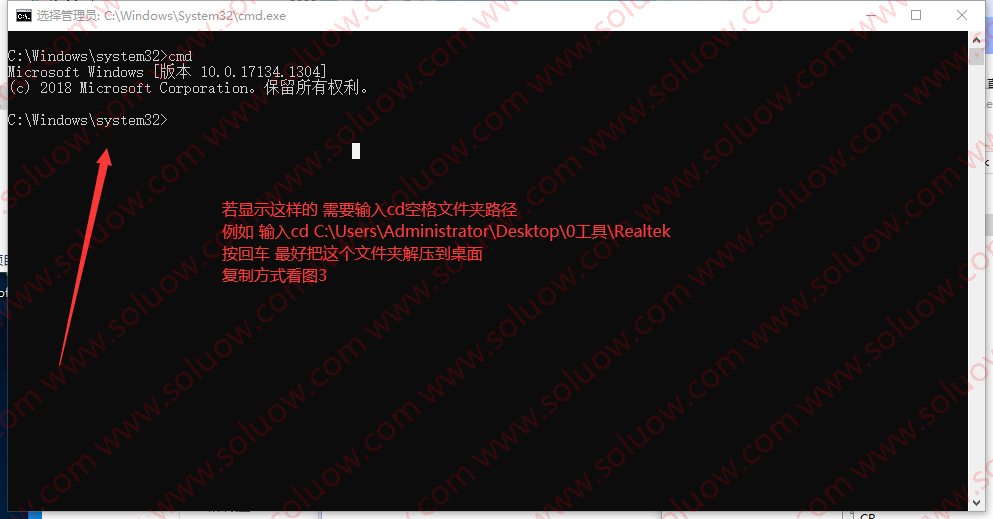 选择管理员: C:\Windows\System32\cmd.exe
C:\Windows\system32>cmd
Microsoft Windows [版本 10.0.17134.1304]
(c) 2018 Microsoft Corporation。保留所有权利。
C:\Windows\system32>
若显示这样的 需要输入cd空格文件夹路径
例如 输入cd C:\Users\Administrator\Desktop\0工具\Realtek
按回车 最好把这个文件夹解压到桌面
复制方式看图3
www.soluow.com